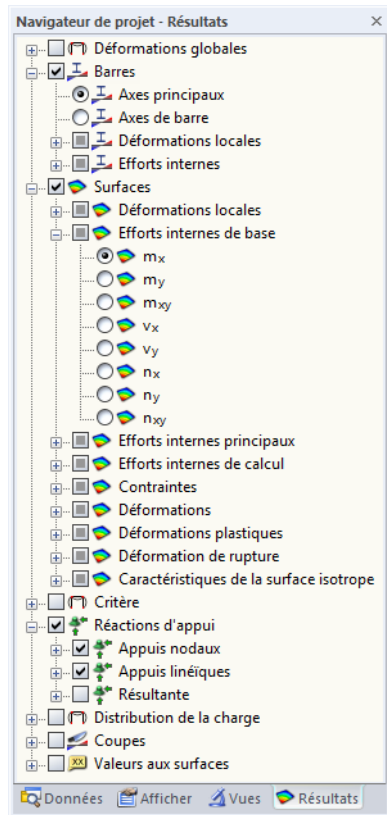 Navigateur de projet - Résultats
Déformations globales
Barres
Axes principaux
Axes de barre
Déformations locales
Efforts internes
Surfaces
Déformations locales
Efforts internes de base
mx
my
mxy
vx
vy
nx
ny
nxy
Efforts internes principaux
Efforts internes de calcul
Contraintes
Déformations
Déformations plastiques
Déformation de rupture
Caractéristiques de la surface isotrope
Critère
Réactions d'appui
Appuis nodaux
Appuis linéïques
Résultante
Distribution de la charge
Coupes
XX Valeurs aux surfaces
Données Afficher Vues Résultats